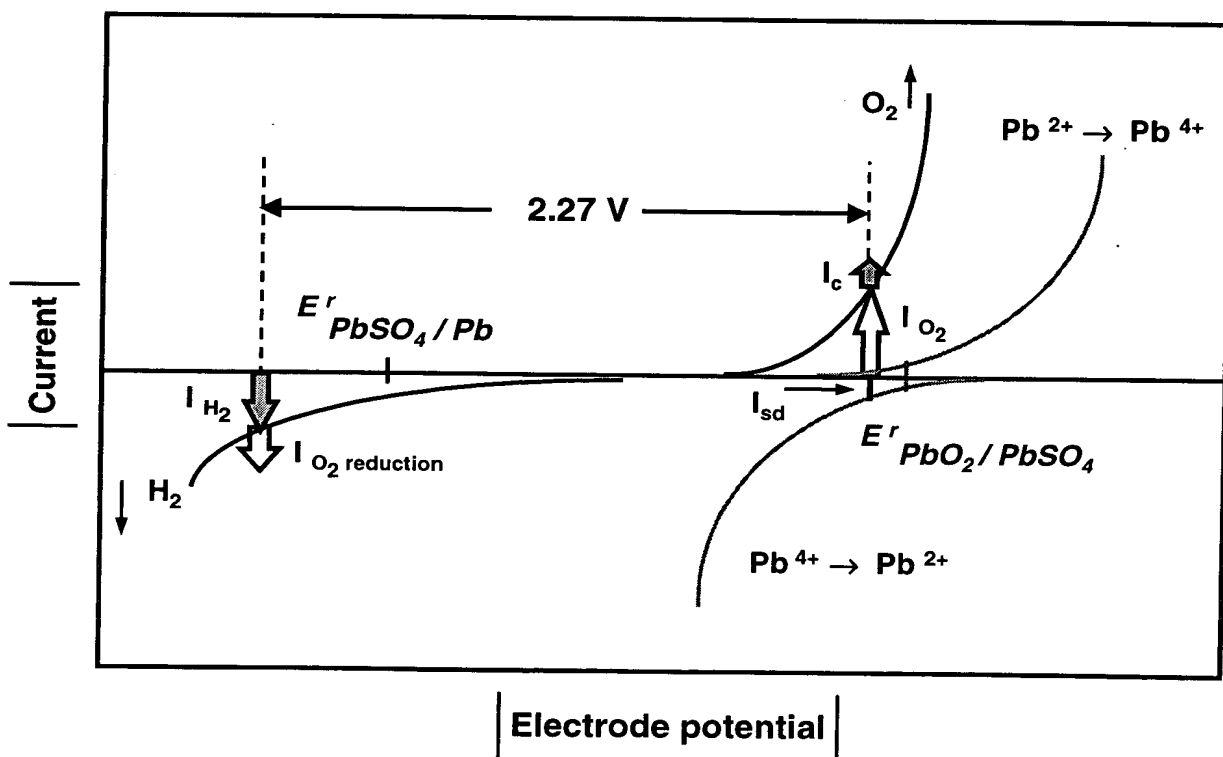 O₂
Pb ²⁺ → Pb ⁴⁺
2.27 V
I c
E r PbSO₄ / Pb
I O₂
Current
I H₂
I sd
E r PbO₂ / PbSO₄
I O₂ reduction
H₂
Pb ⁴⁺ → Pb ²⁺
Electrode potential